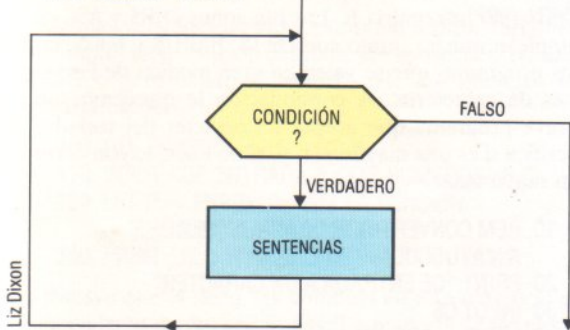 CONDICIÓN
?
FALSO
VERDADERO
SENTENCIAS
Liz Dixon